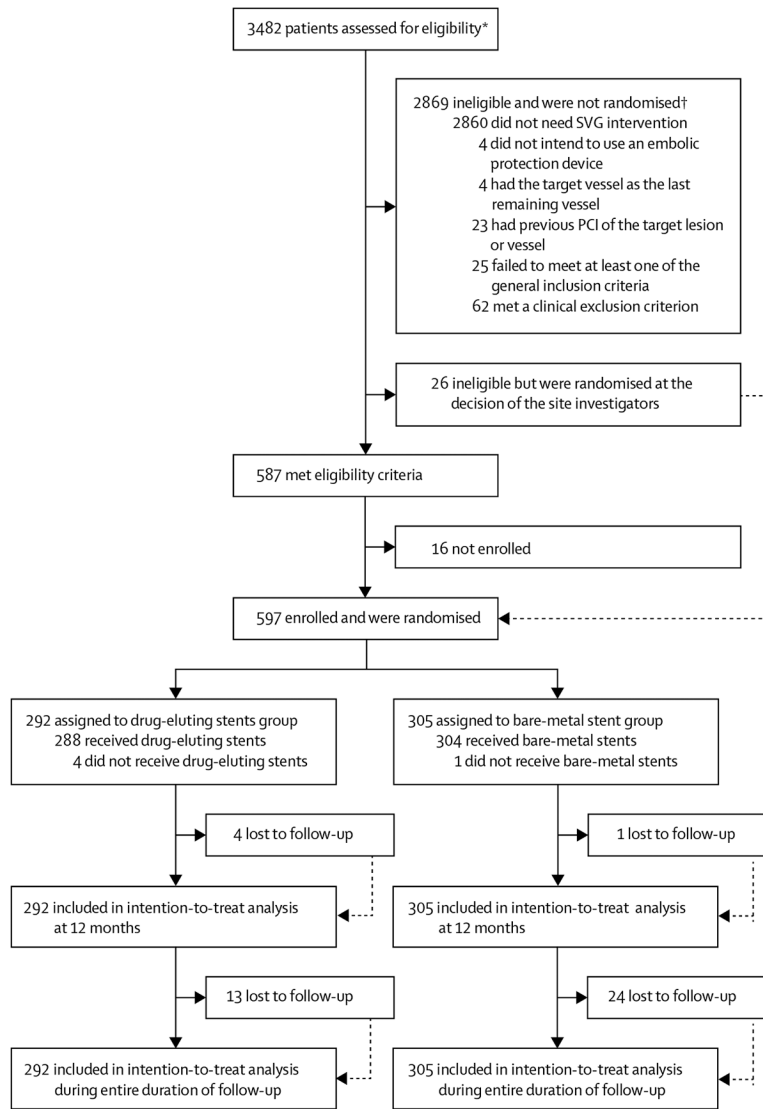 3482 patients assessed for eligibility*
2869 ineligible and were not randomised†
2860 did not need SVG intervention
4 did not intend to use an embolic
protection device
4 had the target vessel as the last
remaining vessel
23 had previous PCI of the target lesion
or vessel
25 failed to meet at least one of the
general inclusion criteria
62 met a clinical exclusion criterion
26 ineligible but were randomised at the
decision of the site investigators
587 met eligibility criteria
16 not enrolled
597 enrolled and were randomised
292 assigned to drug-eluting stents group
288 received drug-eluting stents
4 did not receive drug-eluting stents
305 assigned to bare-metal stent group
304 received bare-metal stents
1 did not receive bare-metal stents
4 lost to follow-up
1 lost to follow-up
292 included in intention-to-treat analysis
at 12 months
305 included in intention-to-treat analysis
at 12 months
13 lost to follow-up
24 lost to follow-up
292 included in intention-to-treat analysis
during entire duration of follow-up
305 included in intention-to-treat analysis
during entire duration of follow-up